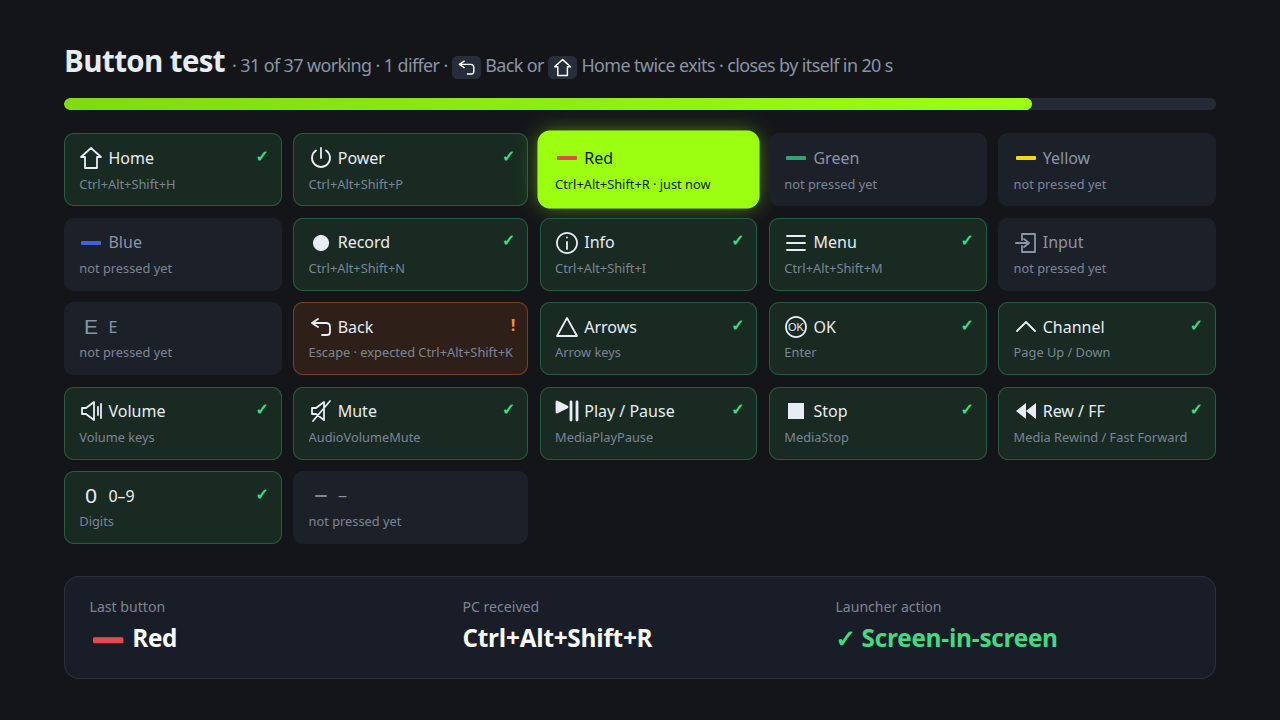 Button test · 31 of 37 working · 1 differ · Back or Home twice exits · closes by itself in 20 s
Home ✓
Ctrl+Alt+Shift+H
Power ✓
Ctrl+Alt+Shift+P
Red
Ctrl+Alt+Shift+R · just now
Green
not pressed yet
Yellow
not pressed yet
Blue
not pressed yet
Record ✓
Ctrl+Alt+Shift+N
Info ✓
Ctrl+Alt+Shift+I
Menu ✓
Ctrl+Alt+Shift+M
Input
not pressed yet
E E
not pressed yet
Back !
Escape · expected Ctrl+Alt+Shift+K
Arrows ✓
Arrow keys
OK OK ✓
Enter
Channel ✓
Page Up / Down
Volume ✓
Volume keys
Mute ✓
AudioVolumeMute
Play / Pause ✓
MediaPlayPause
Stop ✓
MediaStop
Rew / FF ✓
Media Rewind / Fast Forward
0 0–9 ✓
Digits
– –
not pressed yet
Last button
Red
PC received
Ctrl+Alt+Shift+R
Launcher action
✓ Screen-in-screen